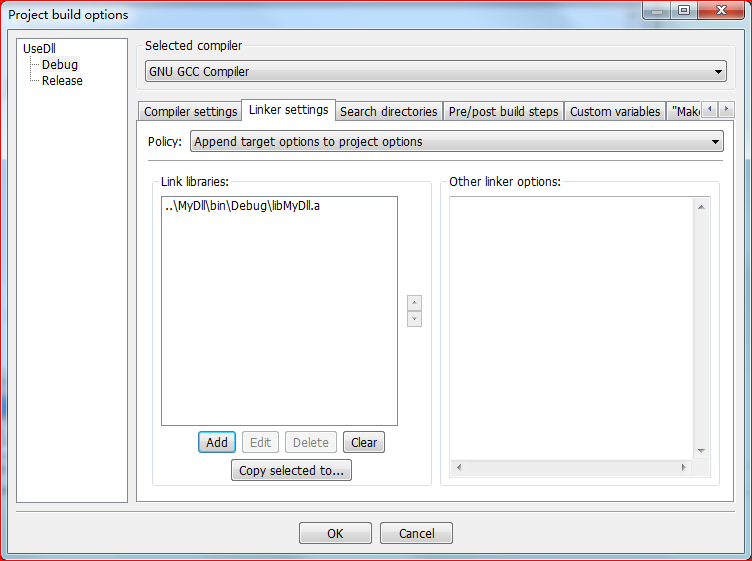 Project build options
UseDll
Debug
Release
Selected compiler
GNU GCC Compiler
Compiler settings
Linker settings
Search directories
Pre/post build steps
Custom variables
"Make
Policy:
Append target options to project options
Link libraries:
..\MyDll\bin\Debug\libMyDll.a
Other linker options:
Add
Edit
Delete
Clear
Copy selected to...
OK
Cancel